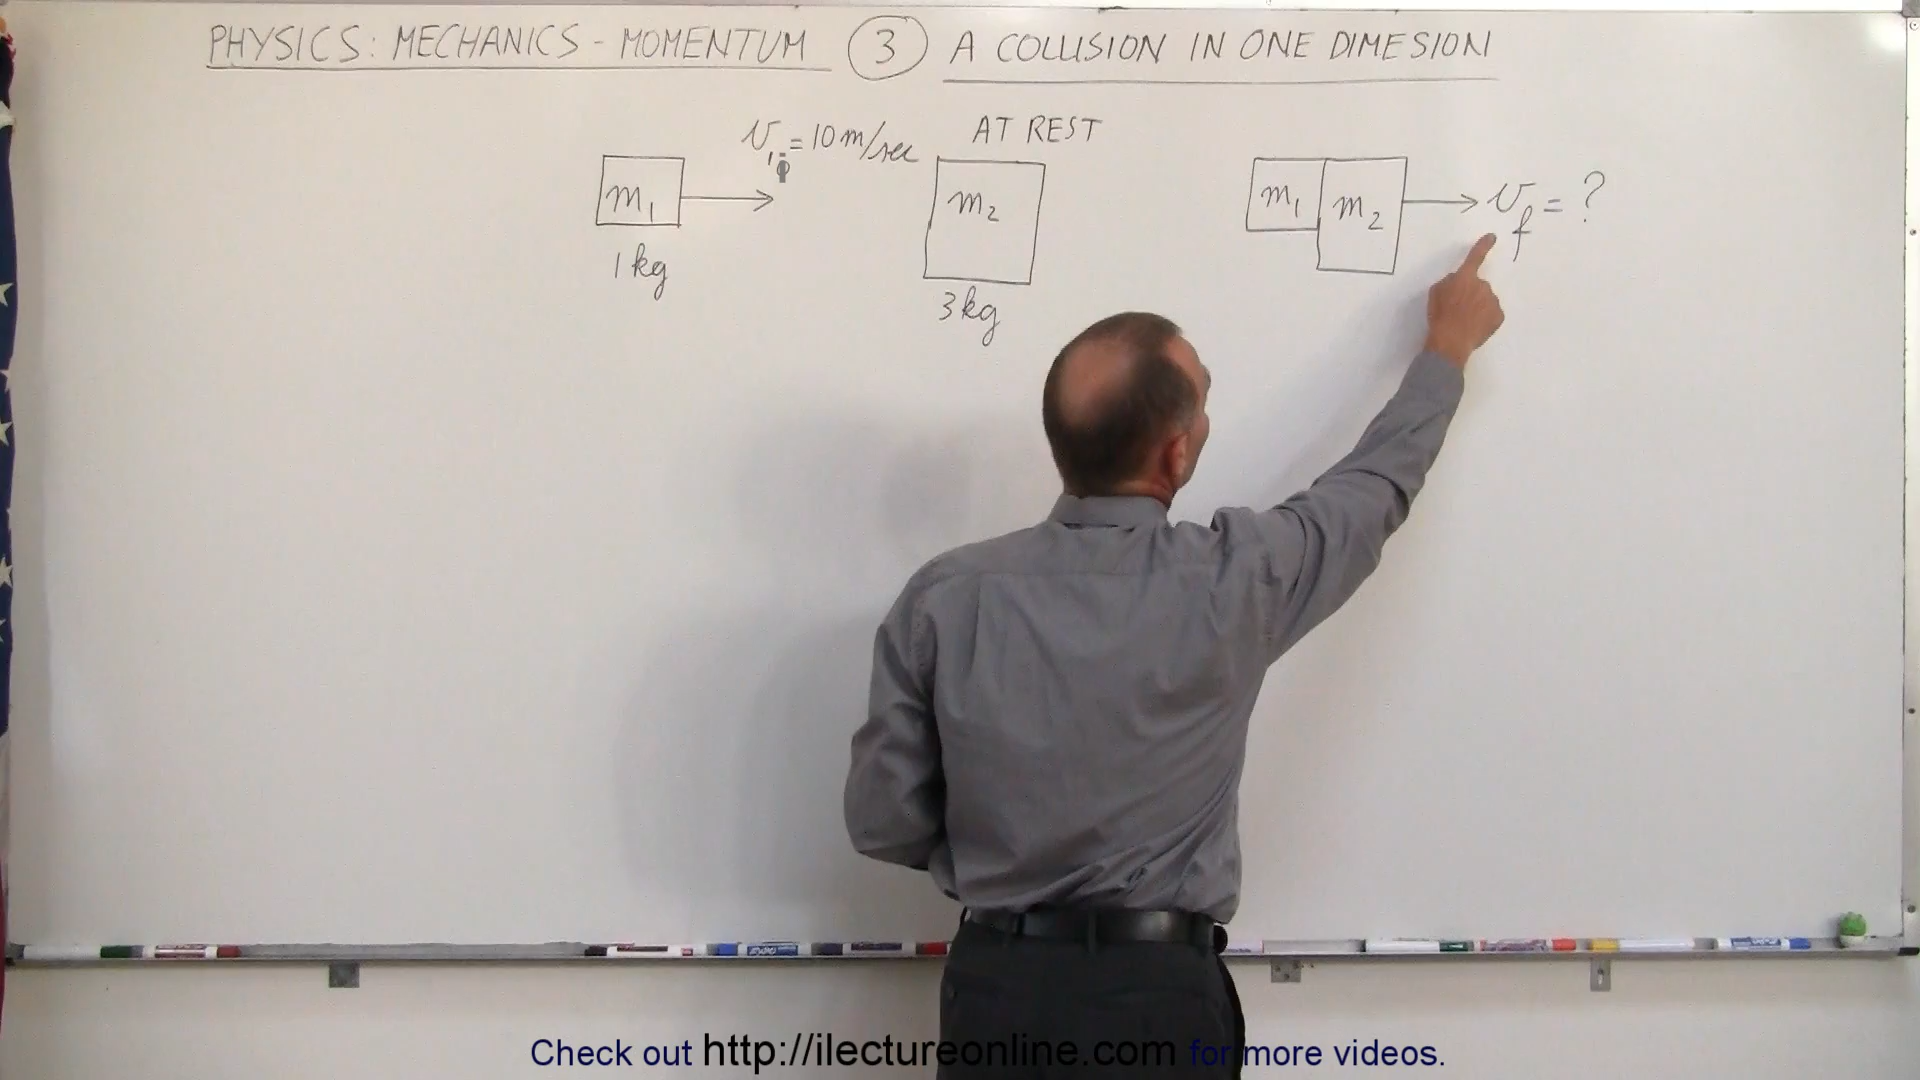 PHYSICS: MECHANICS - MOMENTUM 3 A COLLISION IN ONE DIMESION
v₁ᵢ = 10 m/sec AT REST
m₁ m₂ m₁ m₂ v_f = ?
1 kg 3 kg
Check out http://ilectureonline.com for more videos.